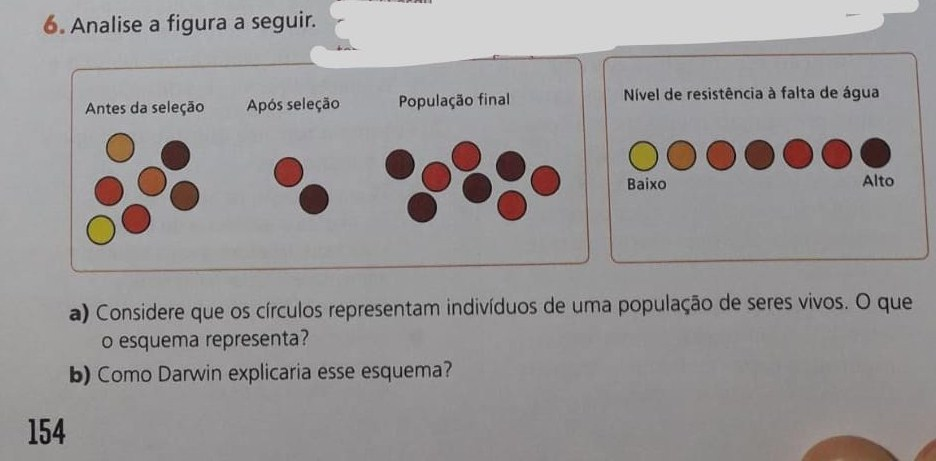 6. Analise a figura a seguir.
Antes da seleção
Após seleção
População final
Nível de resistência à falta de água
Baixo
Alto
a) Considere que os círculos representam indivíduos de uma população de seres vivos. O que
o esquema representa?
b) Como Darwin explicaria esse esquema?
154